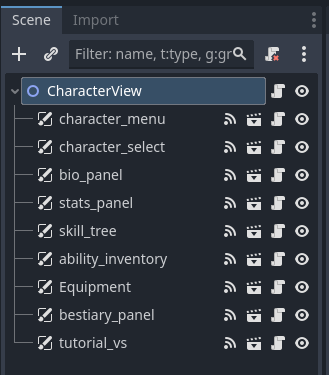 Scene Import
Filter: name, t:type, g:gr
CharacterView
character_menu
character_select
bio_panel
stats_panel
skill_tree
ability_inventory
Equipment
bestiary_panel
tutorial_vs